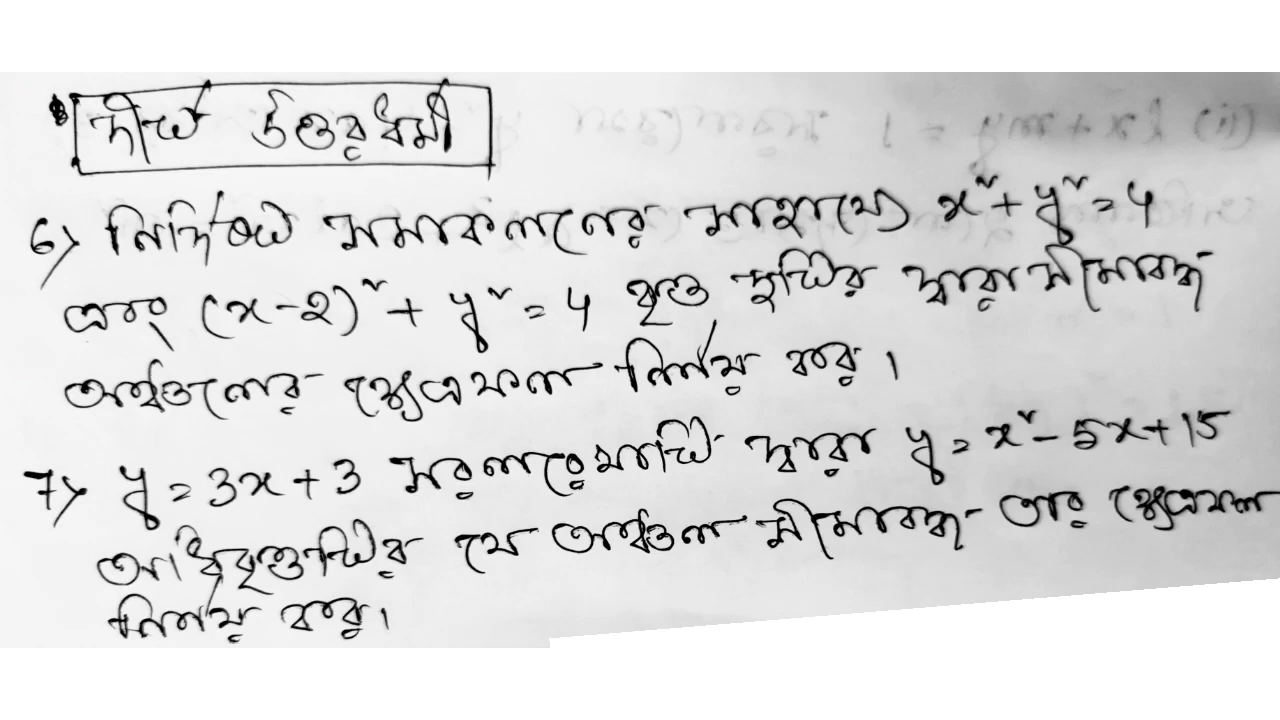 দীর্ঘ উত্তরধর্মী
6) নির্দিষ্ট সমাকলনের সাহায্যে x² + y² = 4
এবং (x-2)² + y² = 4 বৃত্ত দুটির দ্বারা সীমাবদ্ধ
অঞ্চলের ক্ষেত্রফল নির্ণয় কর।
7) y = 3x + 3 সরলরেখাটি দ্বারা y = x² - 5x + 15
অধিবৃত্তটির যে অঞ্চল সীমাবদ্ধ তার ক্ষেত্রফল
নির্ণয় কর।